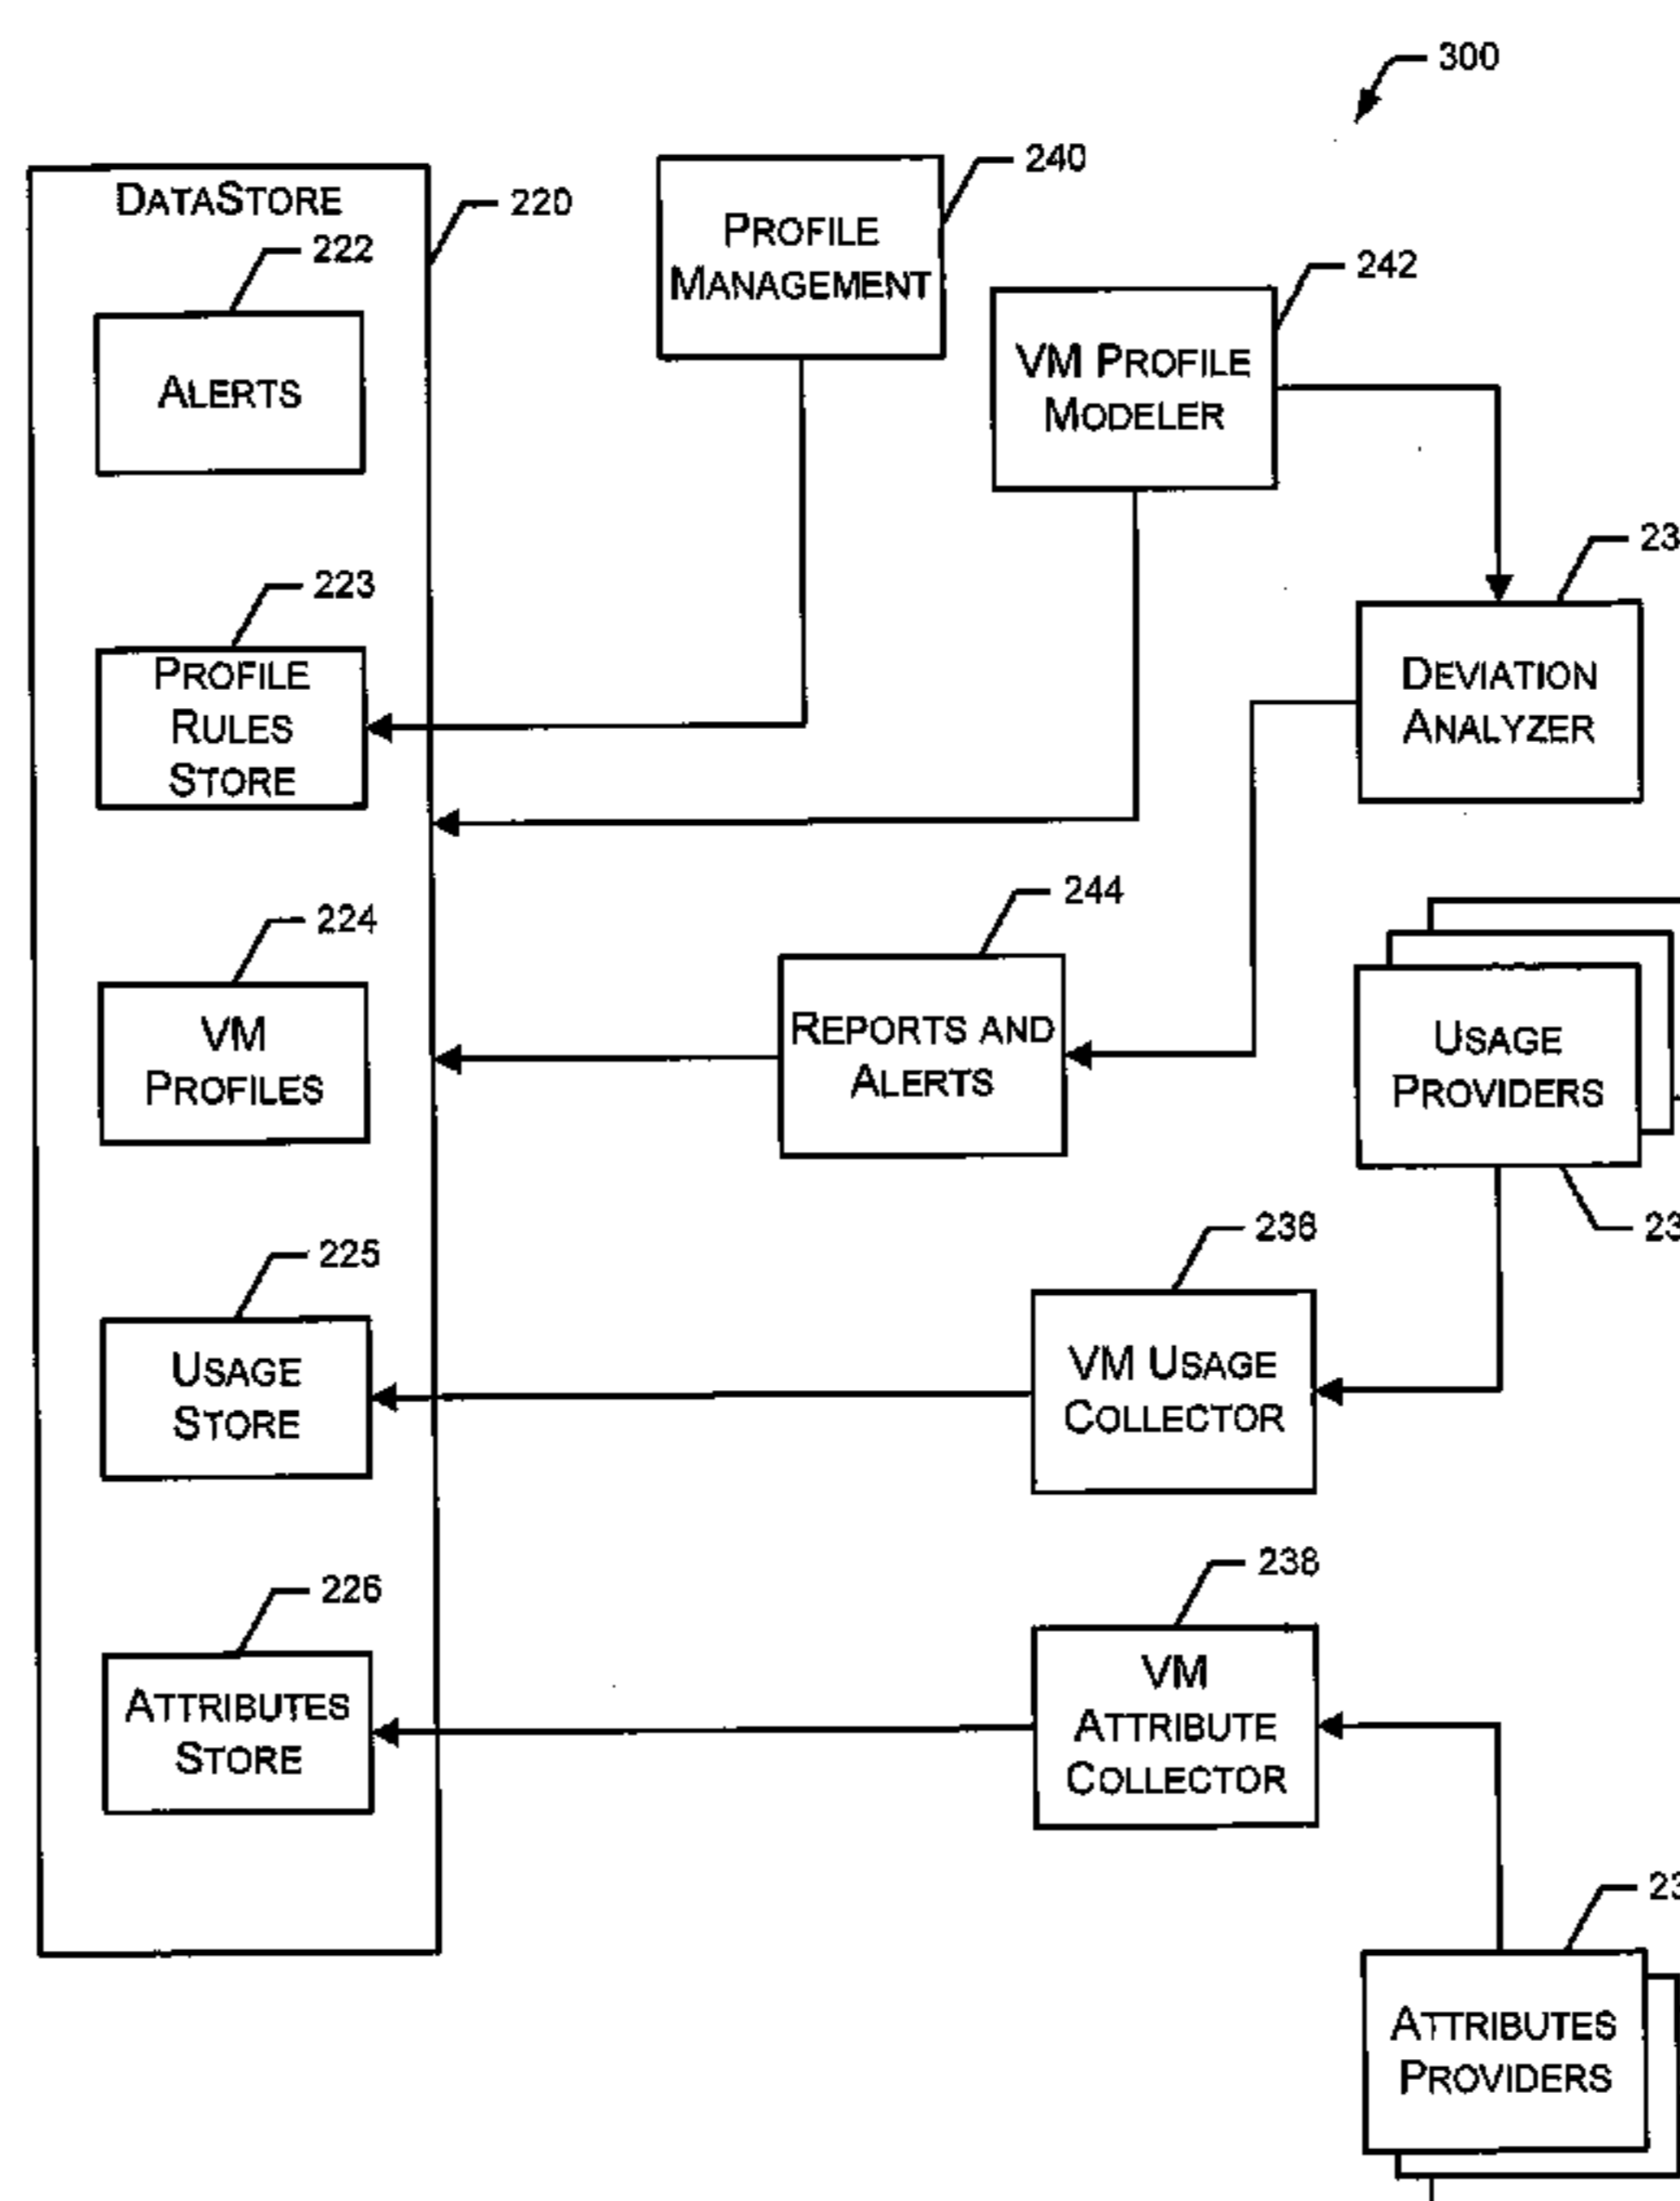 300
DATASTORE
220
240
PROFILE
MANAGEMENT
222
242
ALERTS
VM PROFILE
MODELER
223
PROFILE
RULES
STORE
DEVIATION
ANALYZER
224
244
VM
PROFILES
REPORTS AND
ALERTS
USAGE
PROVIDERS
225
236
USAGE
STORE
VM USAGE
COLLECTOR
226
238
ATTRIBUTES
STORE
VM
ATTRIBUTE
COLLECTOR
ATTRIBUTES
PROVIDERS